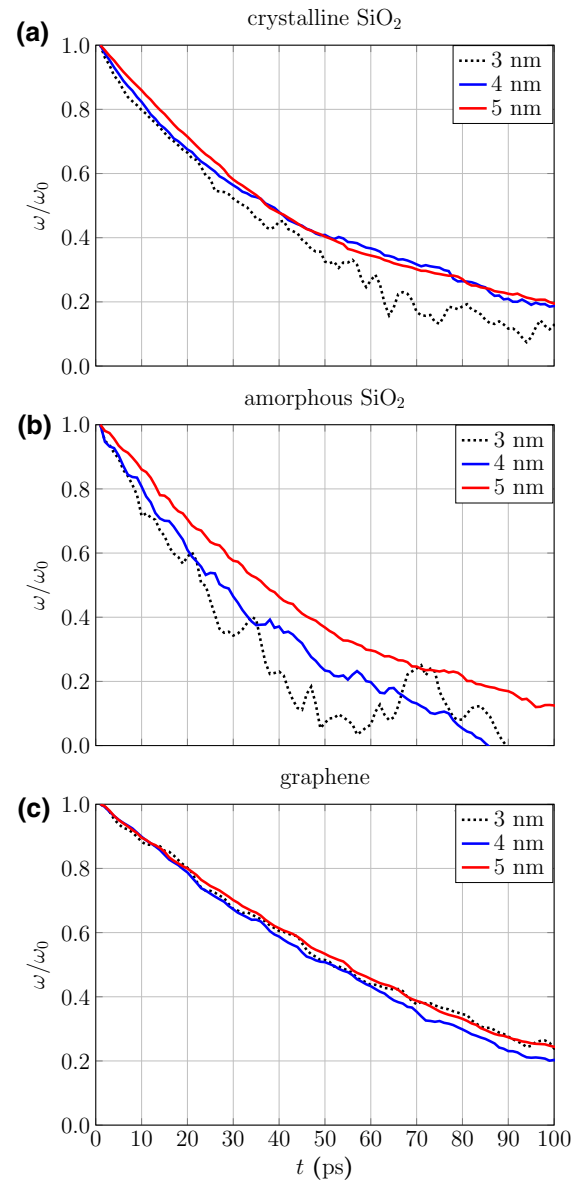 (a)
crystalline SiO₂
1.0
0.8
0.6
0.4
0.2
0.0
ω/ω₀
3 nm
4 nm
5 nm
(b)
amorphous SiO₂
1.0
0.8
0.6
0.4
0.2
0.0
ω/ω₀
3 nm
4 nm
5 nm
(c)
graphene
1.0
0.8
0.6
0.4
0.2
0.0
ω/ω₀
3 nm
4 nm
5 nm
0 10 20 30 40 50 60 70 80 90 100
t (ps)